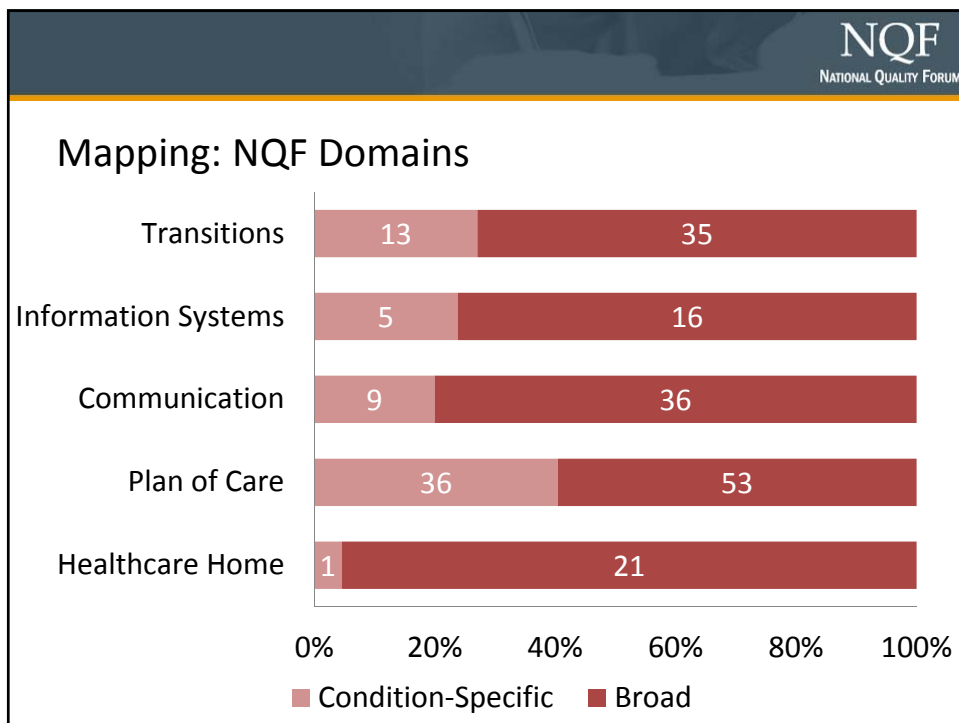 NQF
NATIONAL QUALITY FORUM
Mapping: NQF Domains
Transitions 13 35
Information Systems 5 16
Communication 9 36
Plan of Care 36 53
Healthcare Home 1 21
0% 20% 40% 60% 80% 100%
Condition-Specific Broad